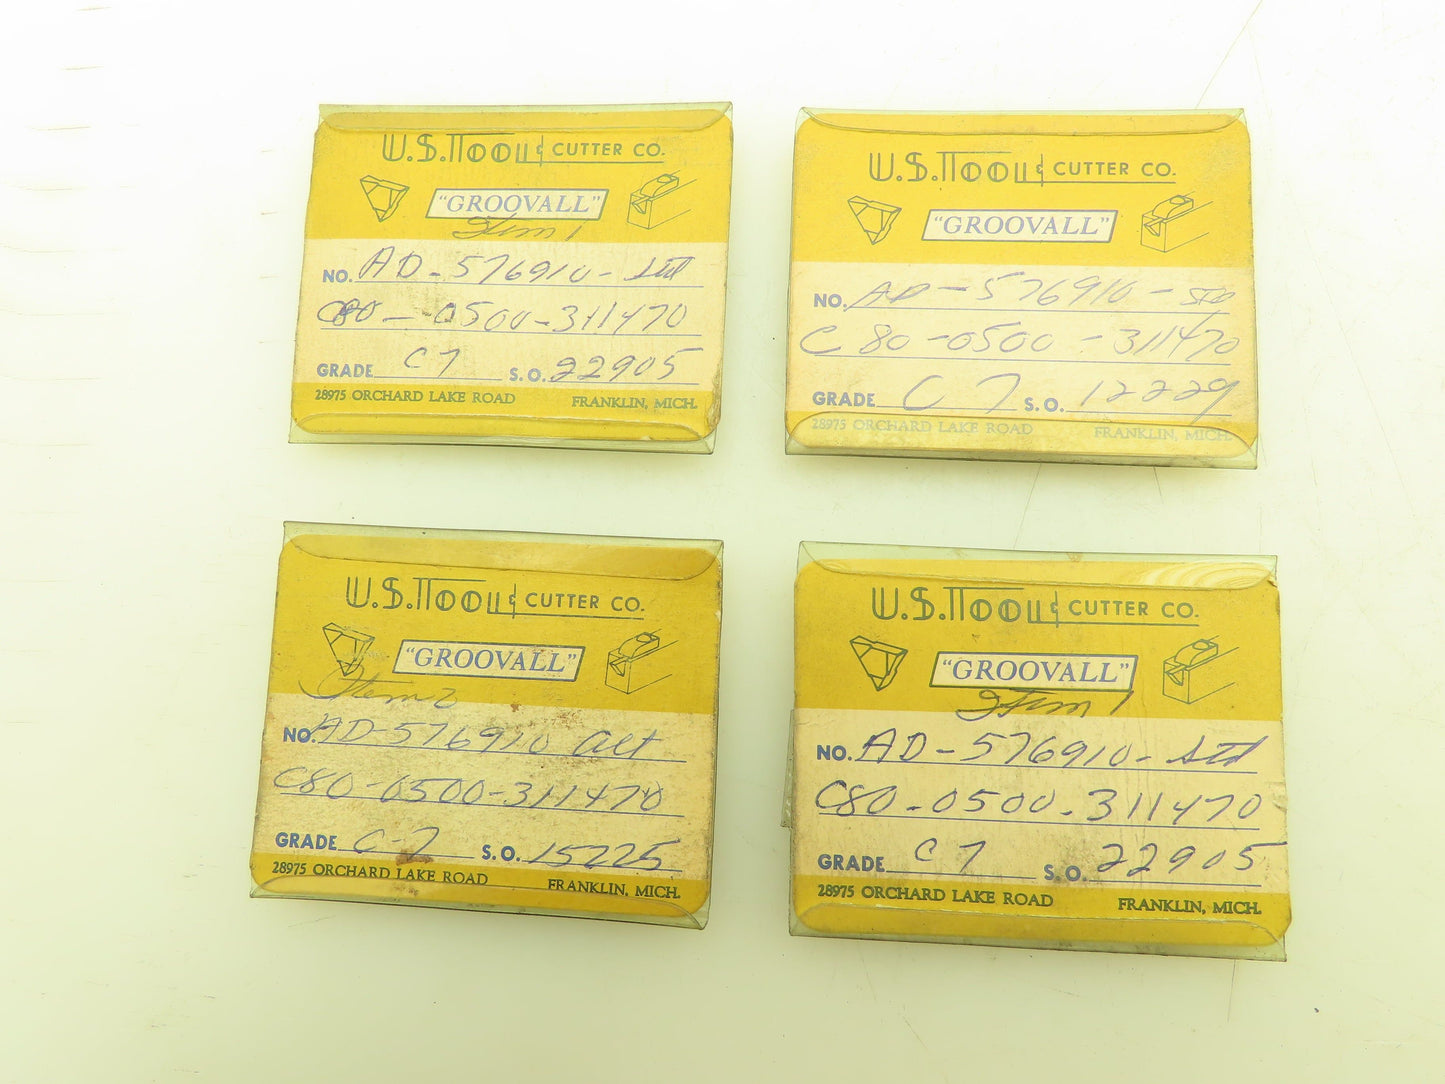 U.S. TOOL & CUTTER CO.
"GROOVALL"
Item 1
NO. AD-576910-Std
C80-0500-311470
GRADE C7 S.O. 22905
28975 ORCHARD LAKE ROAD FRANKLIN, MICH.
U.S. TOOL & CUTTER CO.
"GROOVALL"
NO. AD-576910-STD
C80-0500-311470
GRADE C7 S.O. 12229
28975 ORCHARD LAKE ROAD FRANKLIN, MICH.
U.S. TOOL & CUTTER CO.
"GROOVALL"
Item 2
NO. AD-576910 alt
C80-0500-311470
GRADE C-7 S.O. 15225
28975 ORCHARD LAKE ROAD FRANKLIN, MICH.
U.S. TOOL & CUTTER CO.
"GROOVALL"
Item 1
NO. AD-576910-Std
C80-0500-311470
GRADE C7 S.O. 22905
28975 ORCHARD LAKE ROAD FRANKLIN, MICH.